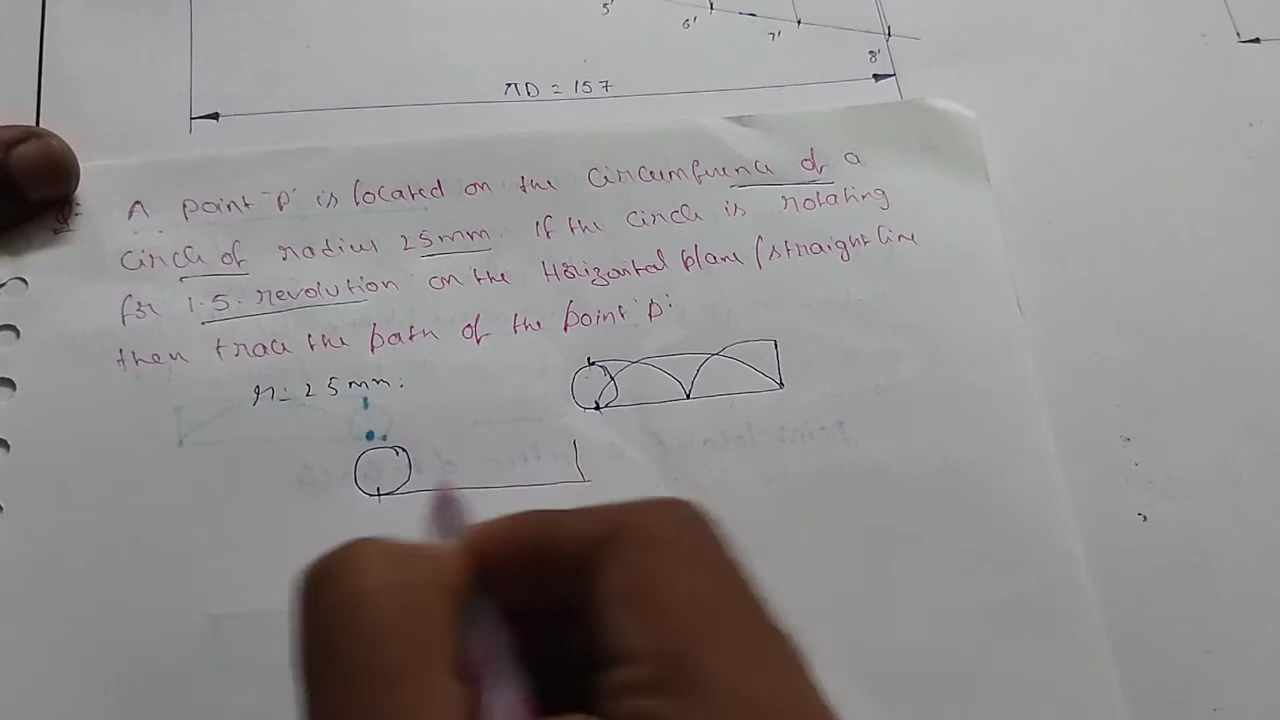 5'
6'
7'
8'
πD = 157
A point 'P' is located on the circumference of a
circle of radius 25mm. If the circle is rotating
for 1.5. revolution on the Horizontal plane / straight line
then trace the path of the point 'P'
r = 25mm.